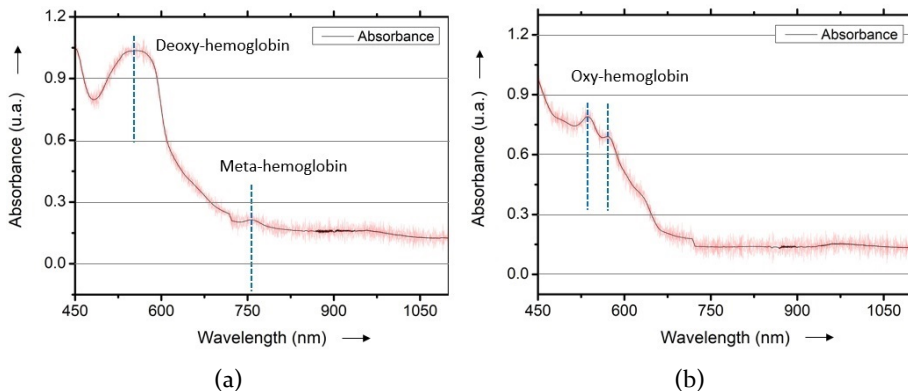 1.2
0.9
0.6
0.3
0.0
Absorbance (u.a.)
Absorbance
Deoxy-hemoglobin
Meta-hemoglobin
450 600 750 900 1050
Wavelength (nm)
(a)
1.2
0.9
0.6
0.3
0.0
Absorbance (u.a.)
Absorbance
Oxy-hemoglobin
450 600 750 900 1050
Wavelength (nm)
(b)